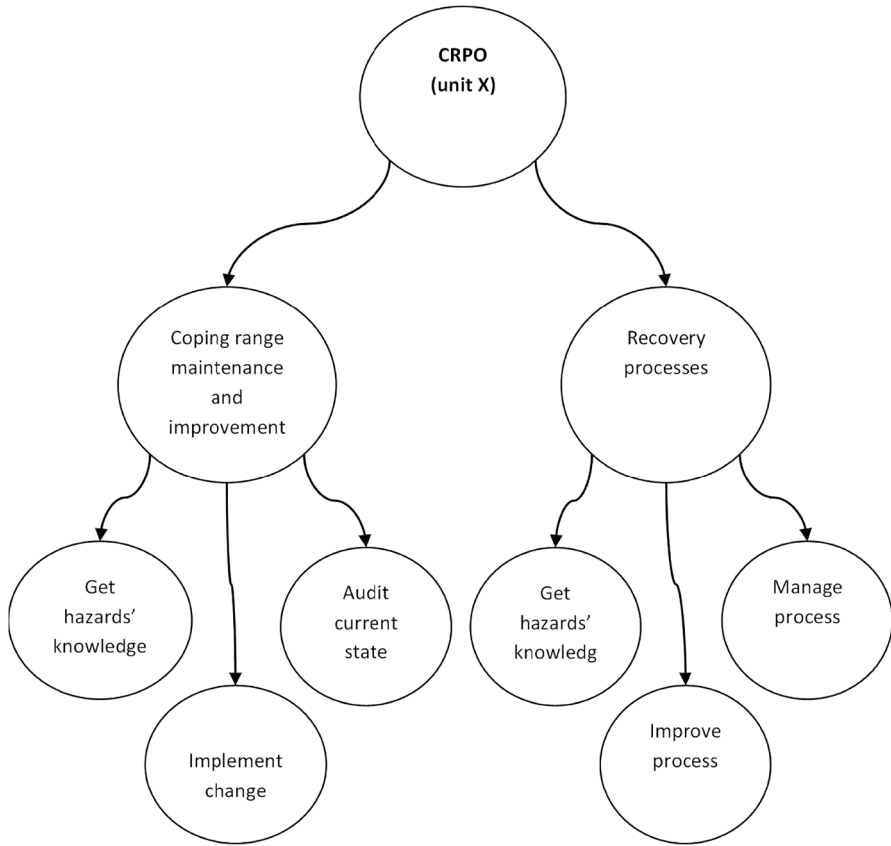 CRPO
(unit X)
Coping range
maintenance
and
improvement
Recovery
processes
Get
hazards’
knowledge
Audit
current
state
Get
hazards’
knowledg
Manage
process
Implement
change
Improve
process